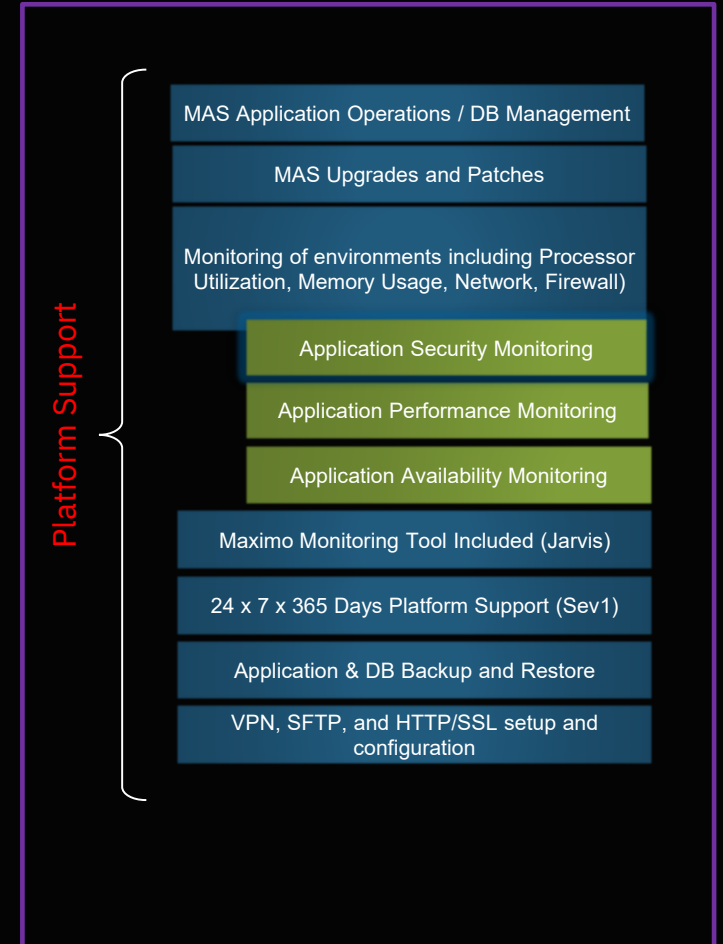 Platform Support
MAS Application Operations / DB Management
MAS Upgrades and Patches
Monitoring of environments including Processor
Utilization, Memory Usage, Network, Firewall)
Application Security Monitoring
Application Performance Monitoring
Application Availability Monitoring
Maximo Monitoring Tool Included (Jarvis)
24 x 7 x 365 Days Platform Support (Sev1)
Application & DB Backup and Restore
VPN, SFTP, and HTTP/SSL setup and
configuration